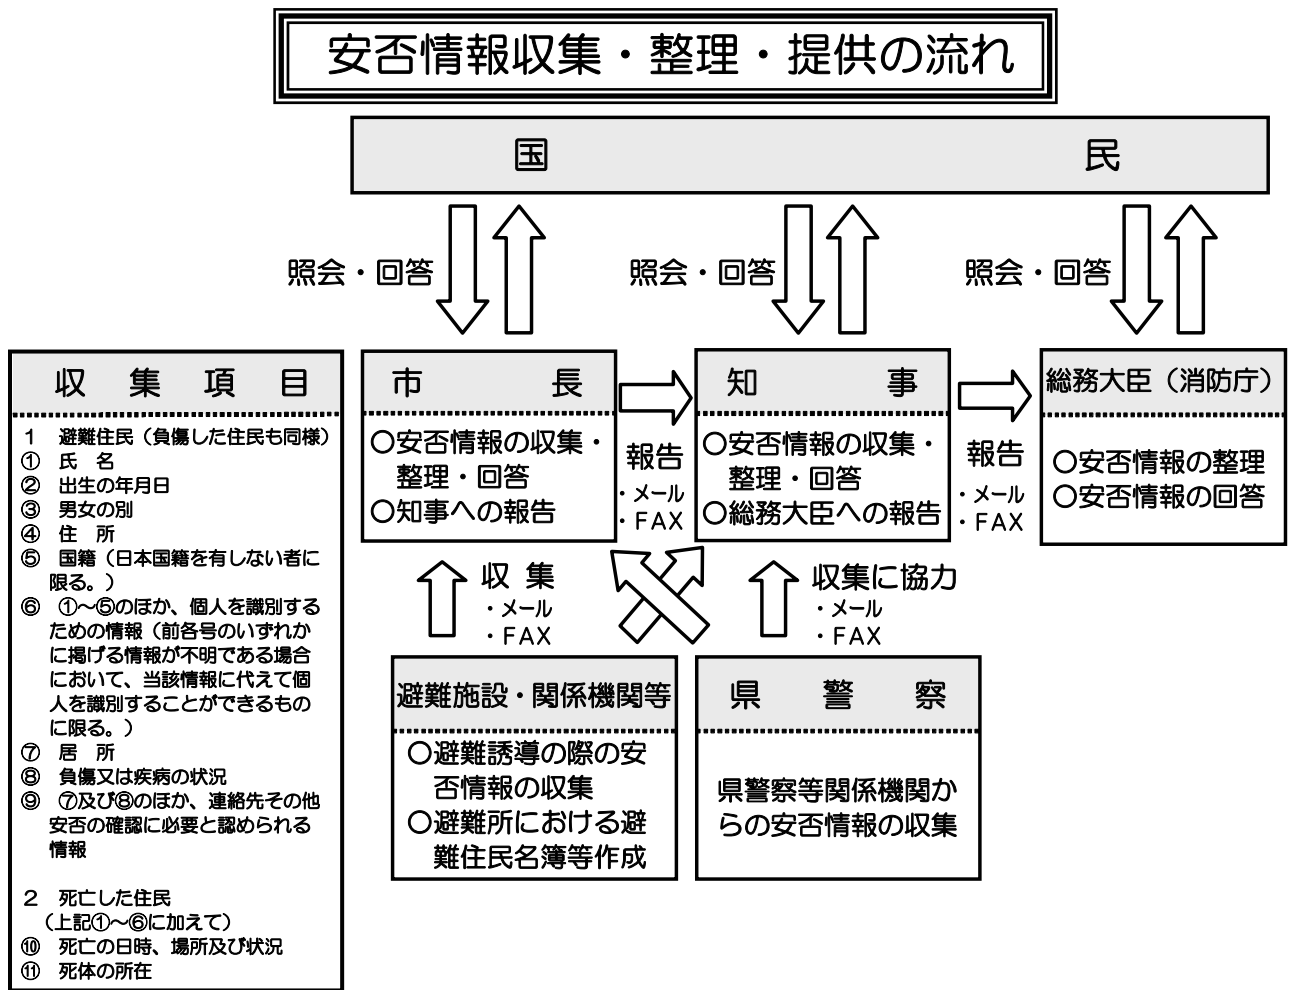 安否情報収集・整理・提供の流れ
国 民
照会・回答
照会・回答
照会・回答
収集項目
1 避難住民（負傷した住民も同様）
① 氏 名
② 出生の年月日
③ 男女の別
④ 住 所
⑤ 国籍（日本国籍を有しない者に
限る。）
⑥ ①～⑤のほか、個人を識別する
ための情報（前各号のいずれか
に掲げる情報が不明である場合
において、当該情報に代えて個
人を識別することができるもの
に限る。）
⑦ 居 所
⑧ 負傷又は疾病の状況
⑨ ⑦及び⑧のほか、連絡先その他
安否の確認に必要と認められる
情報
2 死亡した住民
（上記①～⑥に加えて）
⑩ 死亡の日時、場所及び状況
⑪ 死体の所在
市 長
○安否情報の収集・
整理・回答
○知事への報告
報告
・メール
・FAX
知 事
○安否情報の収集・
整理・回答
○総務大臣への報告
報告
・メール
・FAX
総務大臣（消防庁）
○安否情報の整理
○安否情報の回答
収 集
・メール
・FAX
収集に協力
・メール
・FAX
避難施設・関係機関等
○避難誘導の際の安
否情報の収集
○避難所における避
難住民名簿等作成
県 警 察
県警察等関係機関か
らの安否情報の収集